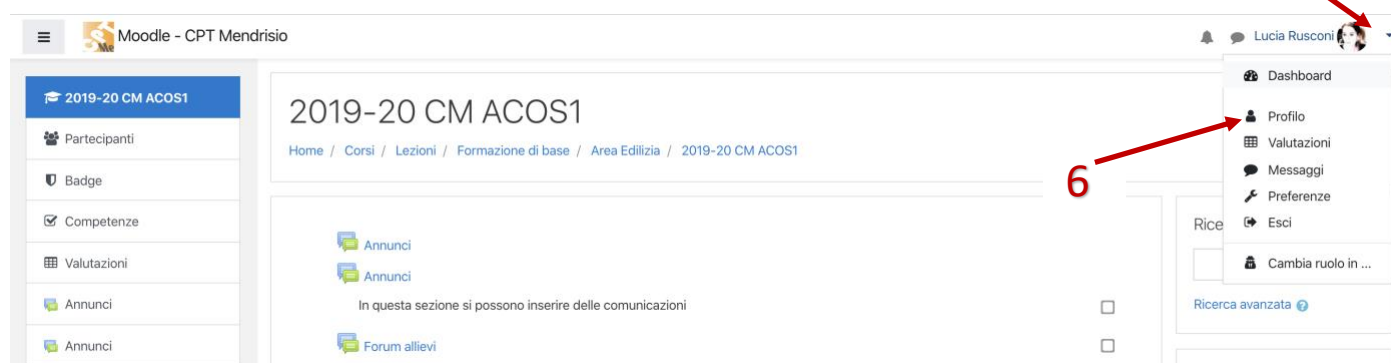 Moodle - CPT Mendrisio
Lucia Rusconi
2019-20 CM ACOS1
Partecipanti
Badge
Competenze
Valutazioni
Annunci
Annunci
2019-20 CM ACOS1
Home / Corsi / Lezioni / Formazione di base / Area Edilizia / 2019-20 CM ACOS1
Annunci
Annunci
In questa sezione si possono inserire delle comunicazioni
Forum allievi
6
Dashboard
Profilo
Valutazioni
Messaggi
Preferenze
Esci
Cambia ruolo in ...
Rice
Ricerca avanzata